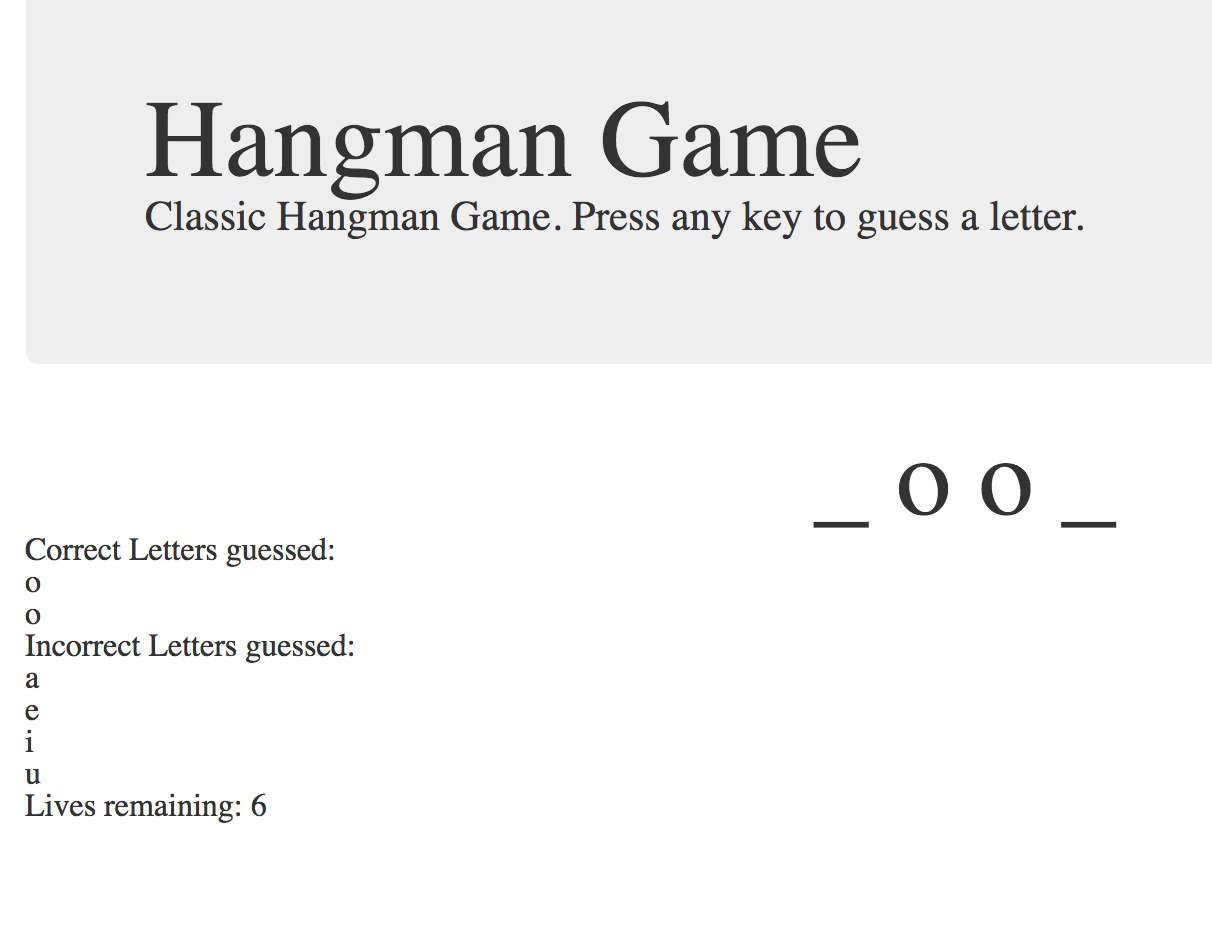 Hangman Game
Classic Hangman Game. Press any key to guess a letter.
_ o o _
Correct Letters guessed:
o
o
Incorrect Letters guessed:
a
e
i
u
Lives remaining: 6